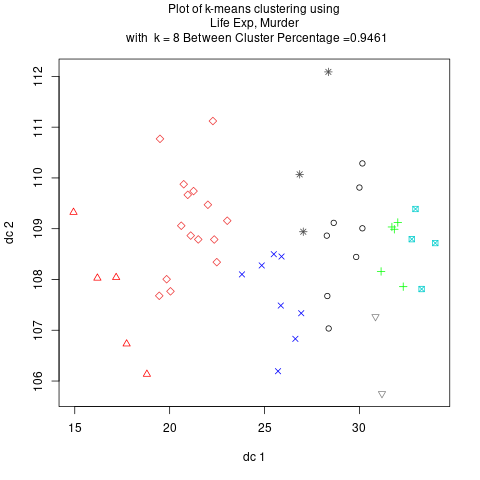 Plot of k-means clustering using
Life Exp, Murder
with k = 8 Between Cluster Percentage =0.9461
dc 2
112
111
110
109
108
107
106
15 20 25 30
dc 1